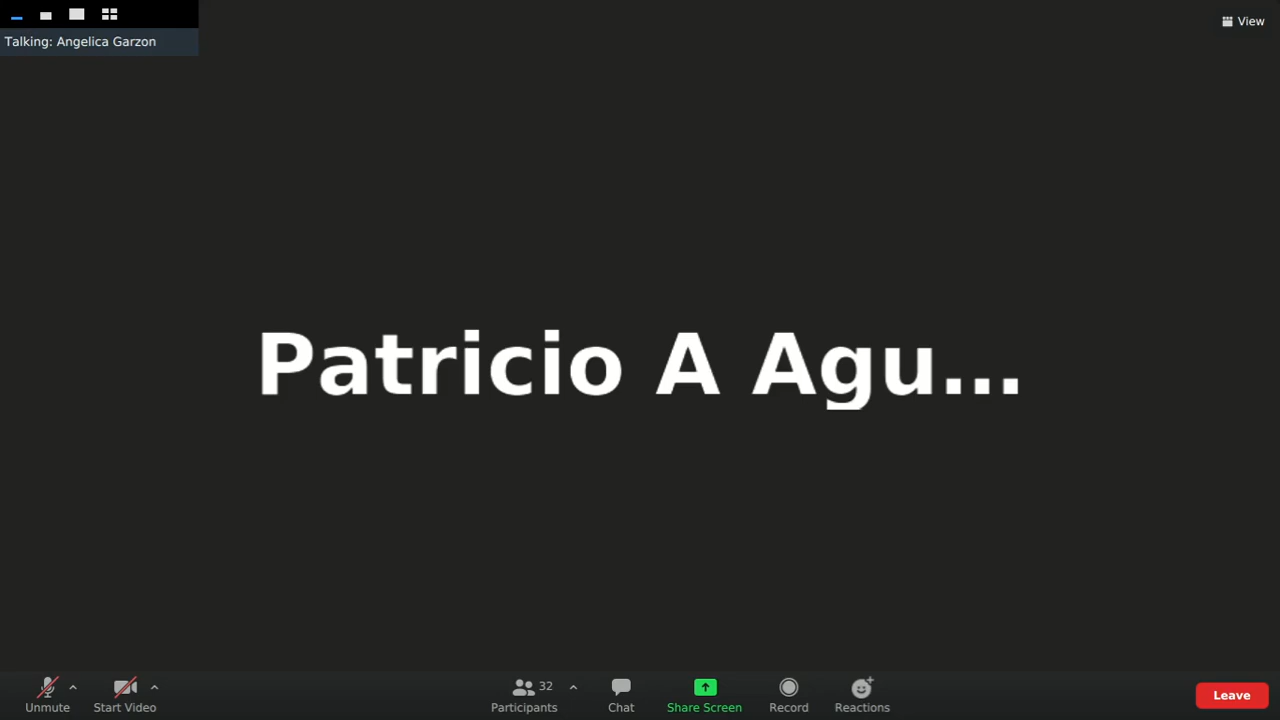 View
Talking: Angelica Garzon
Patricio A Agu...
Unmute
Start Video
32
Participants
Chat
Share Screen
Record
Reactions
Leave